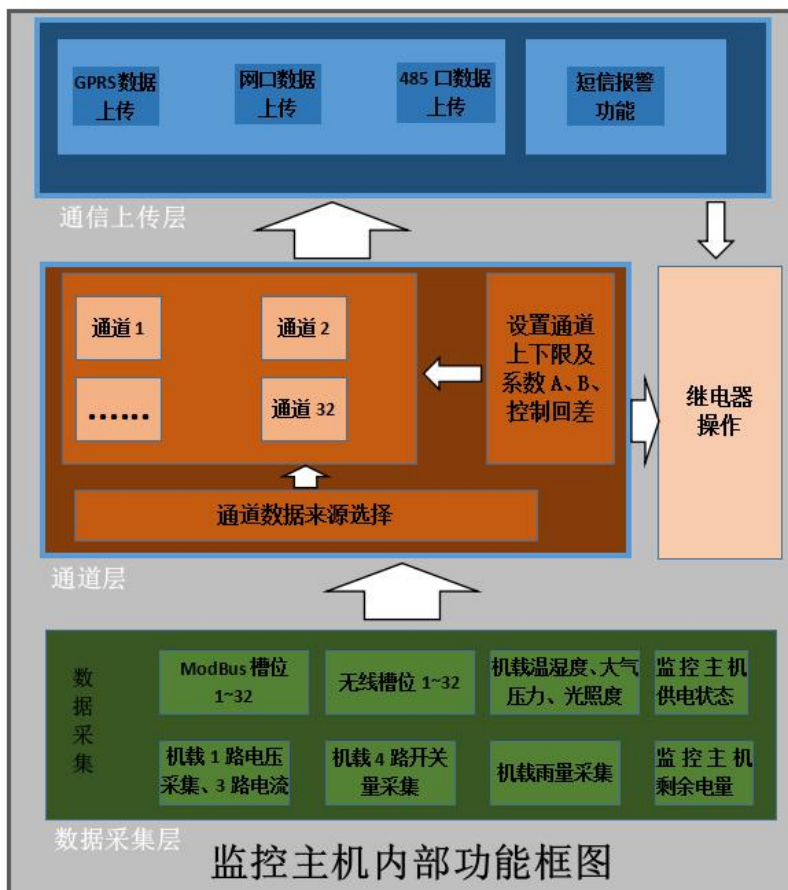 GPRS数据
上传
网口数据
上传
485 口数据
上传
短信报警
功能
通信上传层
通道 1
通道 2
……
通道 32
设置通道
上下限及
系数 A、B、
控制回差
通道数据来源选择
继电器
操作
通道层
数
据
采
集
ModBus 槽位
1~32
无线槽位 1~32
机载温湿度、大气
压力、光照度
监控主机
供电状态
机载 1 路电压
采集、3 路电流
机载 4 路开关
量采集
机载雨量采集
监控主机
剩余电量
数据采集层
监控主机内部功能框图